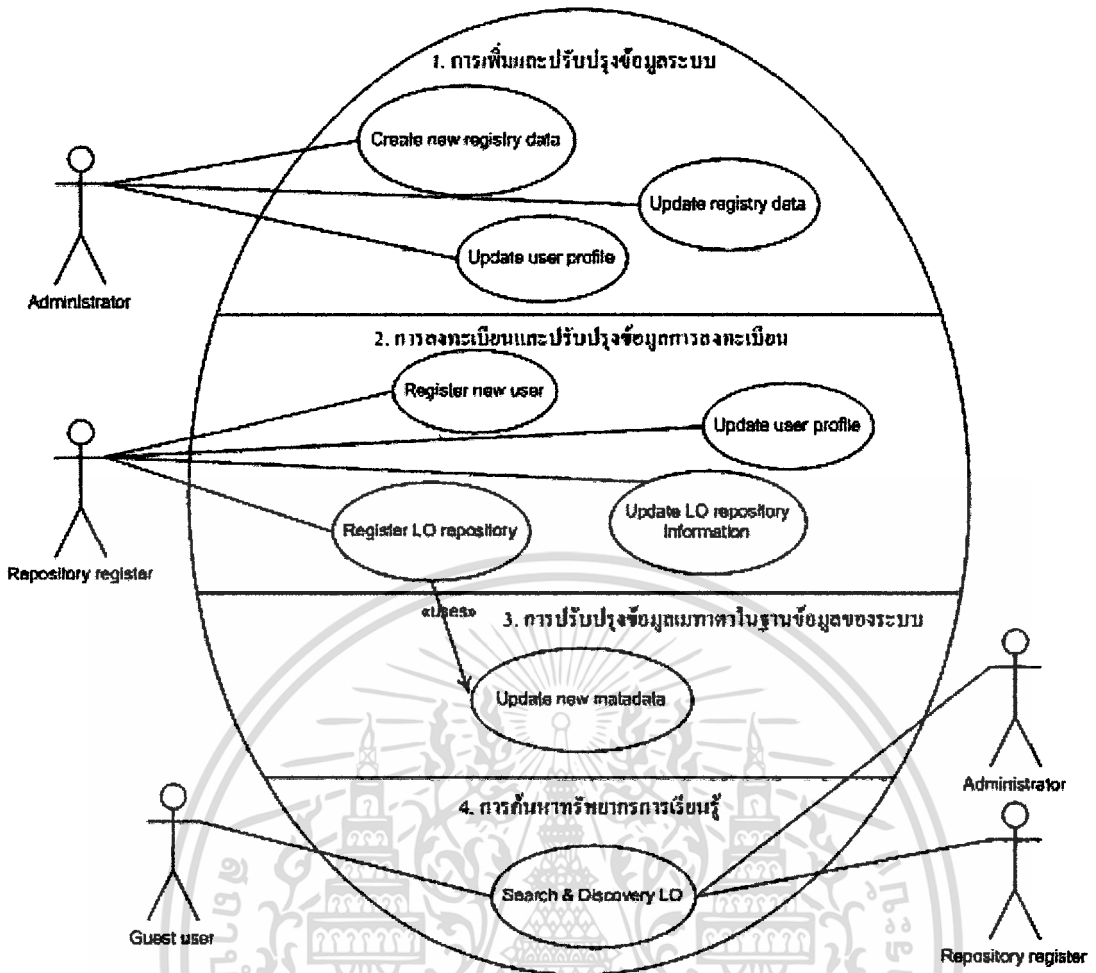 1. การเพิ่มและปรับปรุงข้อมูลระบบ
Create new registry data
Update registry data
Update user profile
Administrator
2. การลงทะเบียนและปรับปรุงข้อมูลการลงทะเบียน
Register new user
Update user profile
Register LO repository
Update LO repository
Information
Repository register
«uses»
3. การปรับปรุงข้อมูลเมทาดาตาในฐานข้อมูลของระบบ
Update new matadata
Administrator
4. การค้นหาทรัพยากรการเรียนรู้
Search & Discovery LO
Guest user
Repository register